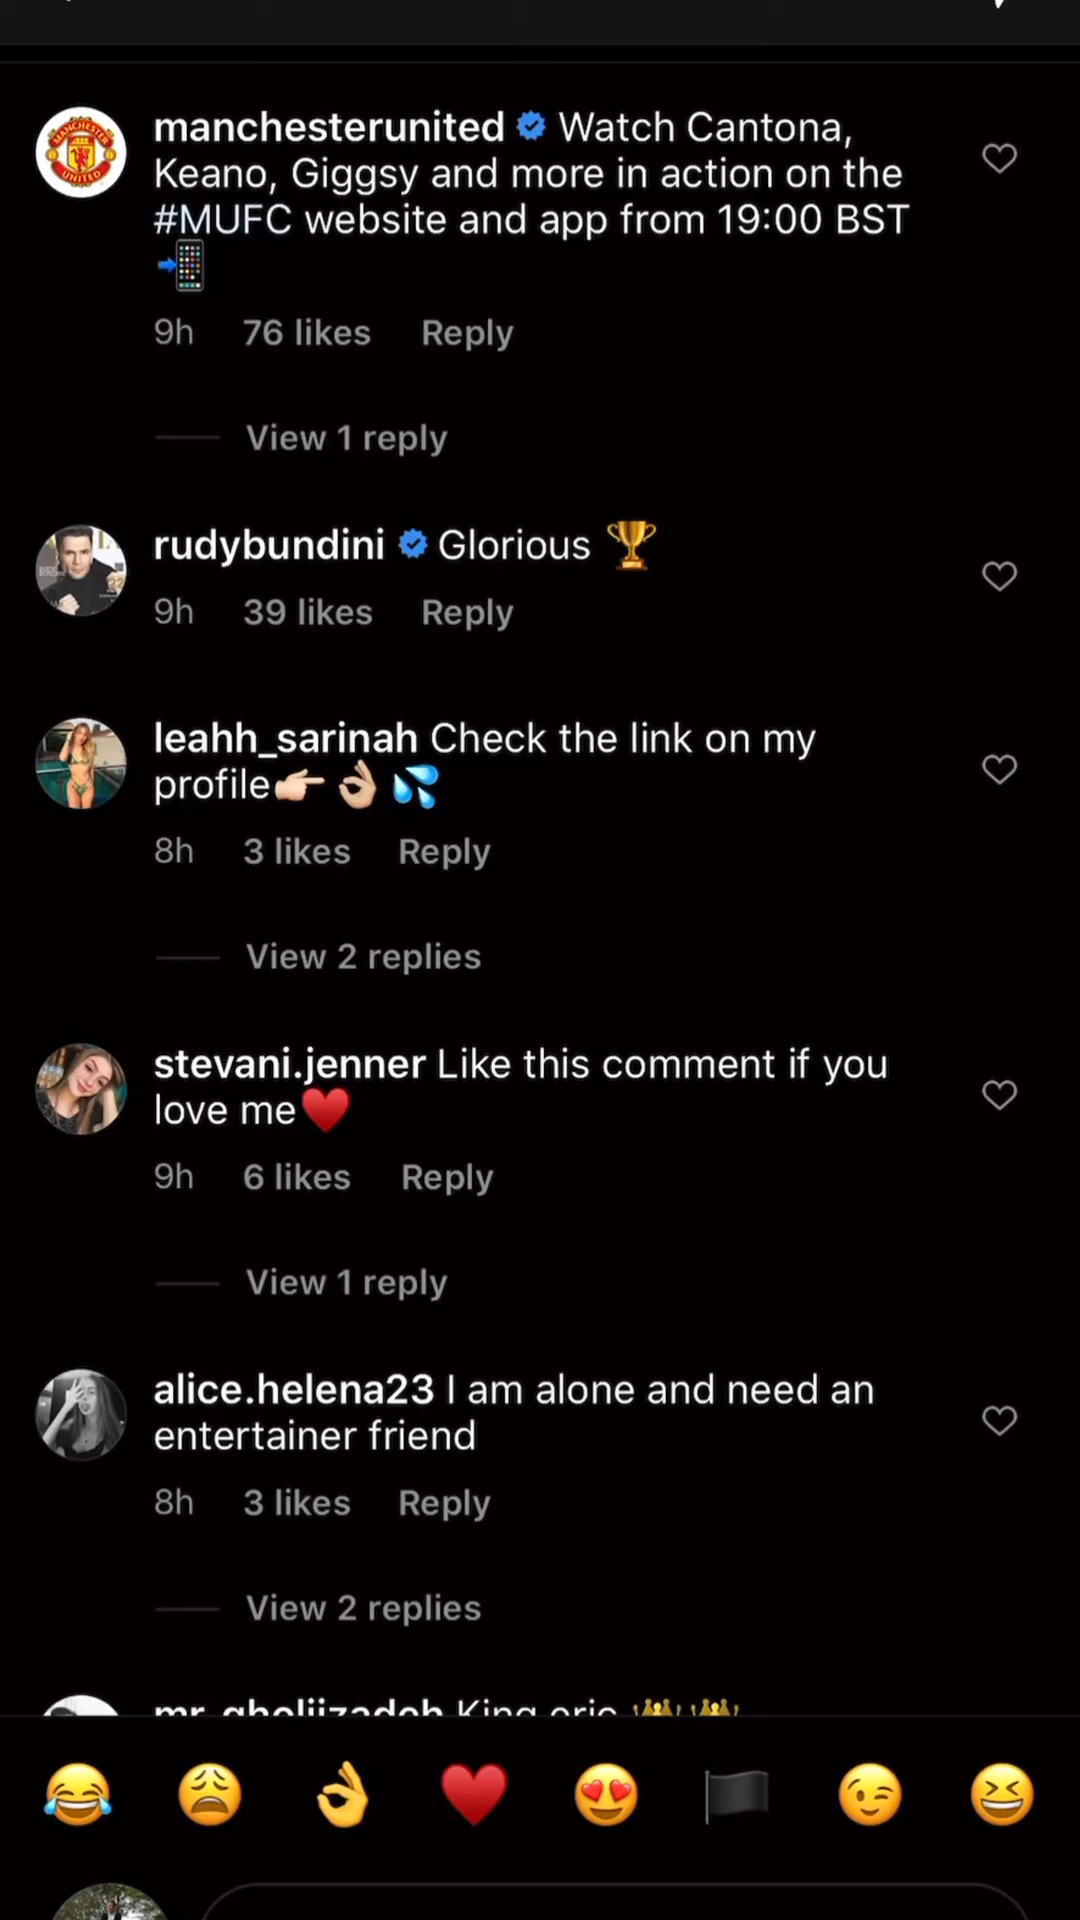 manchesterunited Watch Cantona,
Keano, Giggsy and more in action on the
#MUFC website and app from 19:00 BST
📲
9h 76 likes Reply
View 1 reply
rudybundini Glorious 🏆
9h 39 likes Reply
leahh_sarinah Check the link on my
profile👉🏻👌🏼💦
8h 3 likes Reply
View 2 replies
stevani.jenner Like this comment if you
love me♥️
9h 6 likes Reply
View 1 reply
alice.helena23 I am alone and need an
entertainer friend
8h 3 likes Reply
View 2 replies
King eric 👑👑